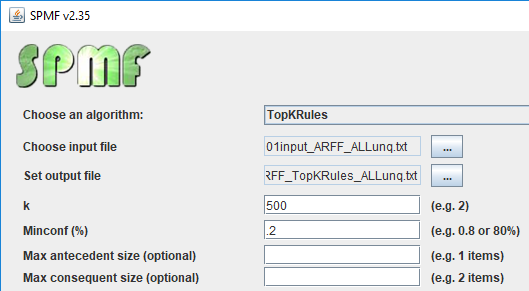 SPMF v2.35
SPMF
Choose an algorithm: TopKRules
Choose input file 01input_ARFF_ALLunq.txt ...
Set output file RFF_TopKRules_ALLunq.txt ...
k 500 (e.g. 2)
Minconf (%) .2 (e.g. 0.8 or 80%)
Max antecedent size (optional) (e.g. 1 items)
Max consequent size (optional) (e.g. 2 items)